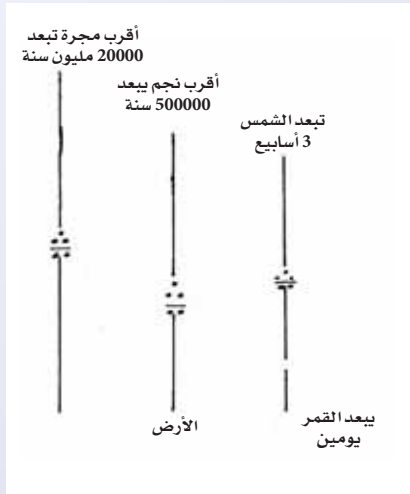 أقرب مجرة تبعد
20000 مليون سنة
أقرب نجم يبعد
500000 سنة
تبعد الشمس
3 أسابيع
الأرض
يبعد القمر
يومين